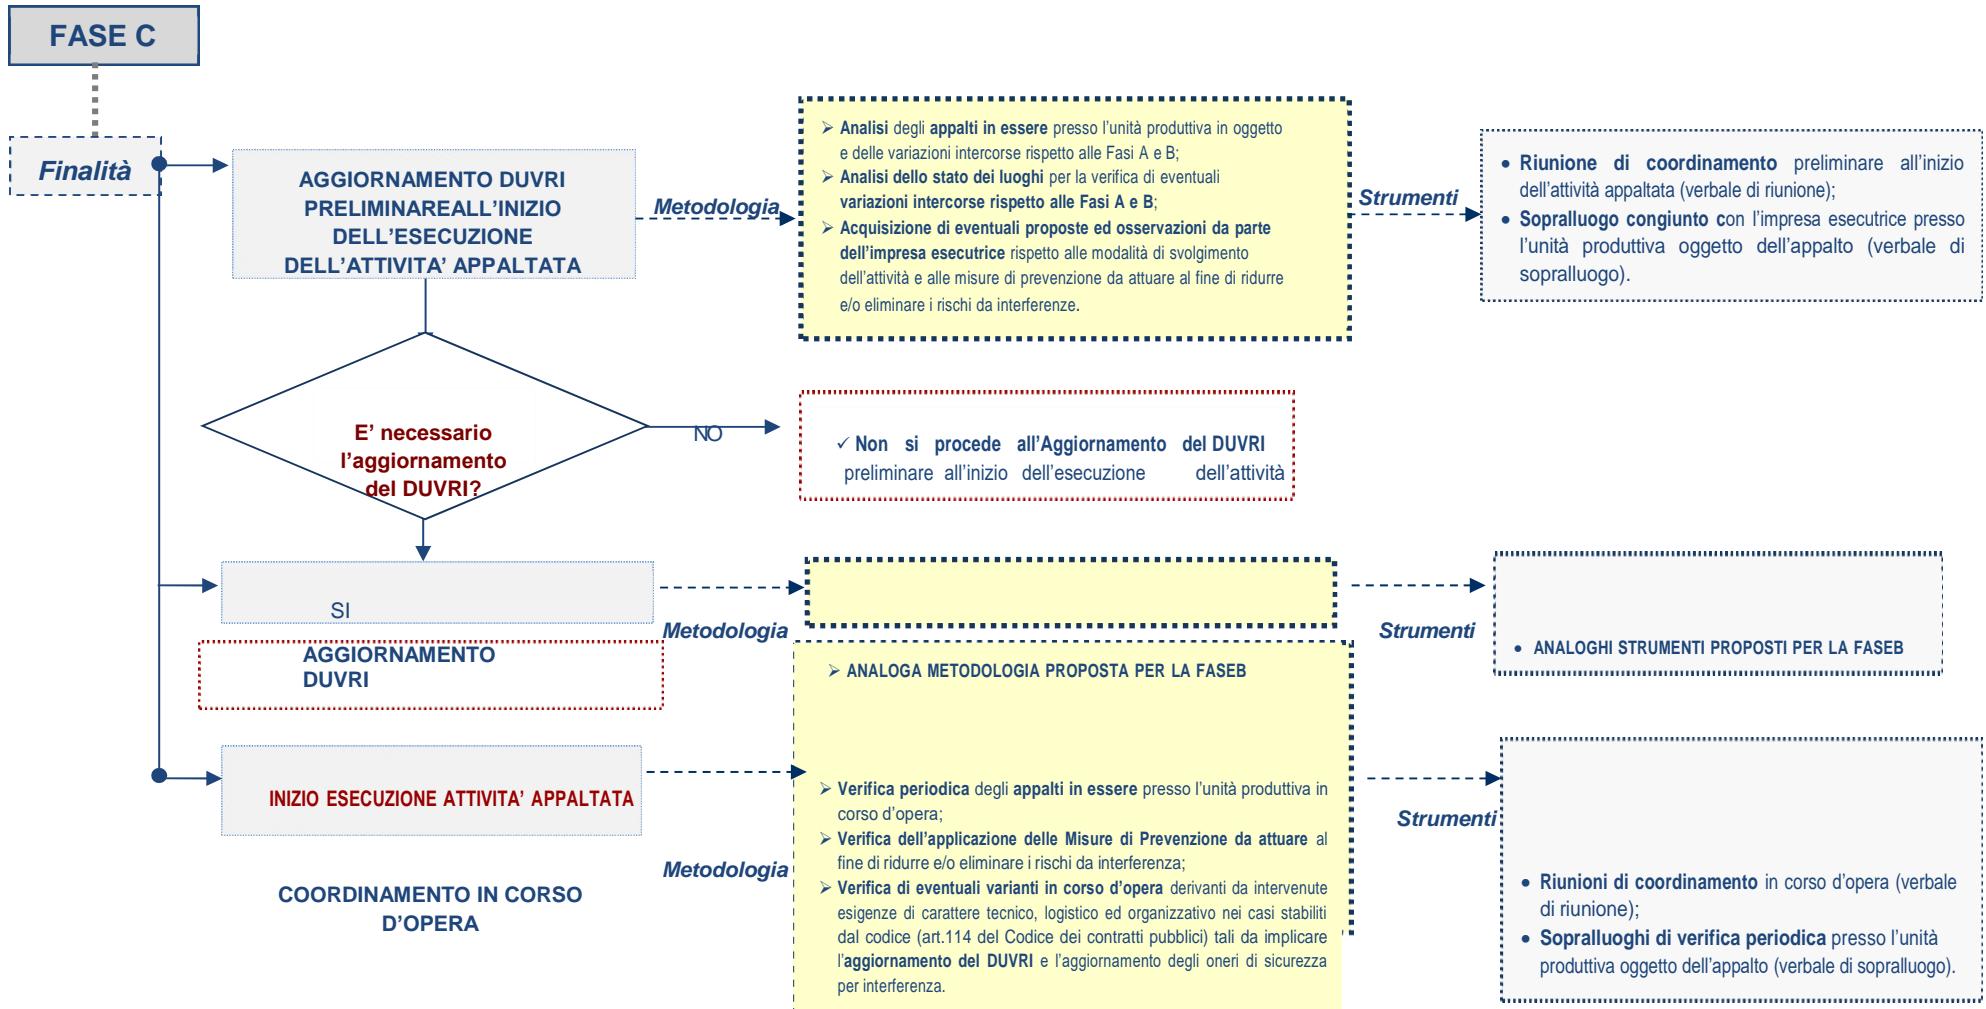 FASE C
Finalità
AGGIORNAMENTO DUVRI
PRELIMINAREALL’INIZIO
DELL’ESECUZIONE
DELL’ATTIVITA’ APPALTATA
Metodologia
➢ Analisi degli appalti in essere presso l’unità produttiva in oggetto
e delle variazioni intercorse rispetto alle Fasi A e B;
➢ Analisi dello stato dei luoghi per la verifica di eventuali
variazioni intercorse rispetto alle Fasi A e B;
➢ Acquisizione di eventuali proposte ed osservazioni da parte
dell’impresa esecutrice rispetto alle modalità di svolgimento
dell’attività e alle misure di prevenzione da attuare al fine di ridurre
e/o eliminare i rischi da interferenze.
Strumenti
• Riunione di coordinamento preliminare all’inizio
dell’attività appaltata (verbale di riunione);
• Sopralluogo congiunto con l’impresa esecutrice presso
l’unità produttiva oggetto dell’appalto (verbale di
sopralluogo).
E’ necessario
l’aggiornamento
del DUVRI?
NO
✓ Non si procede all’Aggiornamento del DUVRI
preliminare all’inizio dell’esecuzione dell’attività
SI
AGGIORNAMENTO
DUVRI
Metodologia
➢ ANALOGA METODOLOGIA PROPOSTA PER LA FASEB
Strumenti
• ANALOGHI STRUMENTI PROPOSTI PER LA FASEB
INIZIO ESECUZIONE ATTIVITA’ APPALTATA
COORDINAMENTO IN CORSO
D’OPERA
Metodologia
➢ Verifica periodica degli appalti in essere presso l’unità produttiva in
corso d’opera;
➢ Verifica dell’applicazione delle Misure di Prevenzione da attuare al
fine di ridurre e/o eliminare i rischi da interferenza;
➢ Verifica di eventuali varianti in corso d’opera derivanti da intervenute
esigenze di carattere tecnico, logistico ed organizzativo nei casi stabiliti
dal codice (art.114 del Codice dei contratti pubblici) tali da implicare
l’aggiornamento del DUVRI e l’aggiornamento degli oneri di sicurezza
per interferenza.
Strumenti
• Riunioni di coordinamento in corso d’opera (verbale
di riunione);
• Sopralluoghi di verifica periodica presso l’unità
produttiva oggetto dell’appalto (verbale di sopralluogo).